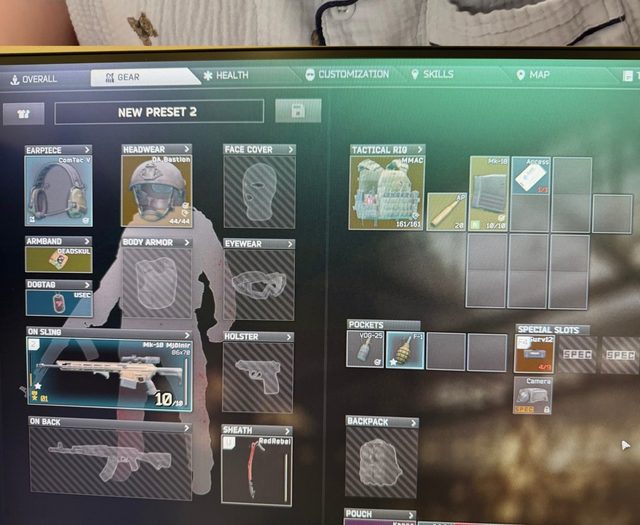 OVERALL
GEAR
HEALTH
CUSTOMIZATION
SKILLS
MAP
NEW PRESET 2
EARPIECE
ComTac V
HEADWEAR
DA Bastion
44/44
FACE COVER
TACTICAL RIG
MMAC
161/161
AP
20
Mk-18
10/10
Access
ARMBAND
DEADSKUL
BODY ARMOR
EYEWEAR
DOGTAG
USEC
ON SLING
Mk-18 Mjölnir
86x70
10/10
HOLSTER
POCKETS
VOG-25
F-1
SPECIAL SLOTS
Surv12
SPEC
SPEC
Camera
SPEC
ON BACK
SHEATH
RedRebel
BACKPACK
POUCH